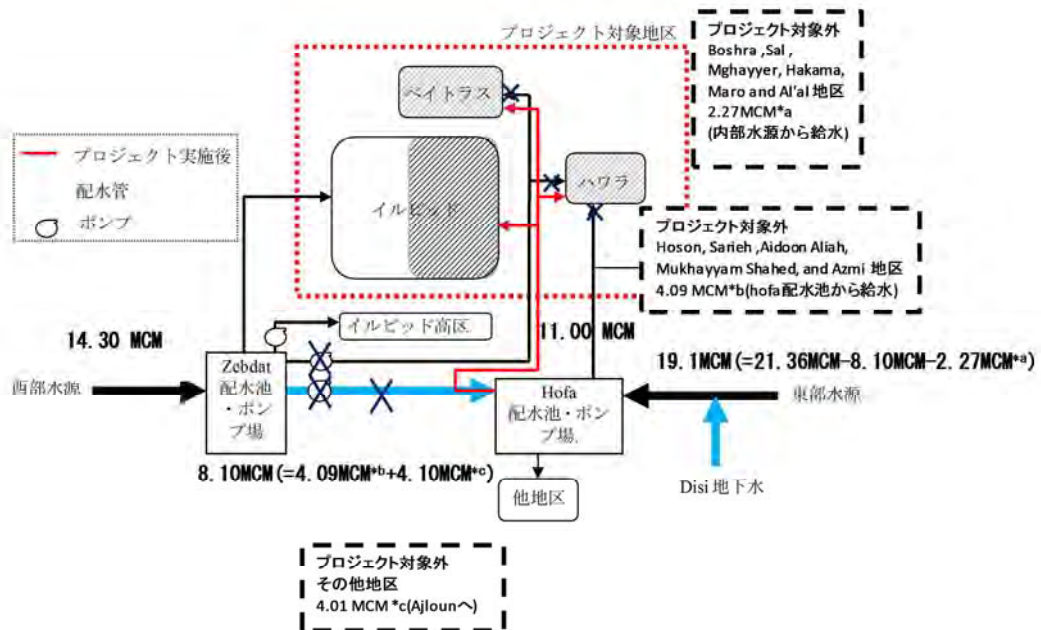 プロジェクト対象地区
プロジェクト対象外
Boshra ,Sal ,
Mghayyer, Hakama,
Maro and Al'al 地区
2.27MCM*a
(内部水源から給水)
ベイトラス
プロジェクト実施後
配水管
ポンプ
イルビッド
ハワラ
プロジェクト対象外
Hoson, Sarieh ,Aidoon Aliah,
Mukhayyam Shahed, and Azmi 地区
4.09 MCM*b(hofa配水池から給水)
イルビッド高区
11.00 MCM
14.30 MCM
19.1MCM(=21.36MCM-8.10MCM-2.27MCM*a)
西部水源
Zebdat
配水池
・ポン
プ場
Hofa
配水池・ポン
プ場.
東部水源
8.10MCM(=4.09MCM*b+4.10MCM*c)
他地区
Disi 地下水
プロジェクト対象外
その他地区
4.01 MCM *c(Ajlounへ)